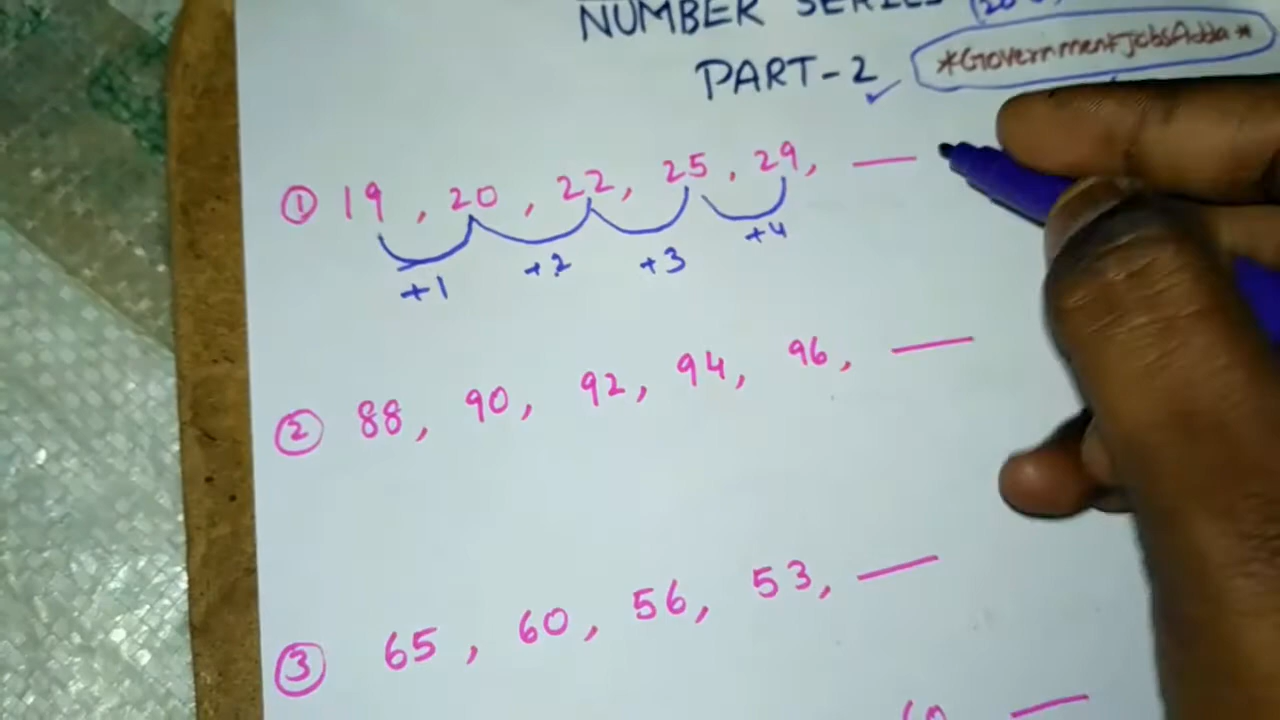 NUMBER SERIES
PART-2
*GovernmentjobsAdda*
① 19, 20, 22, 25, 29, —
+1 +2 +3 +4
② 88, 90, 92, 94, 96, —
③ 65, 60, 56, 53, —